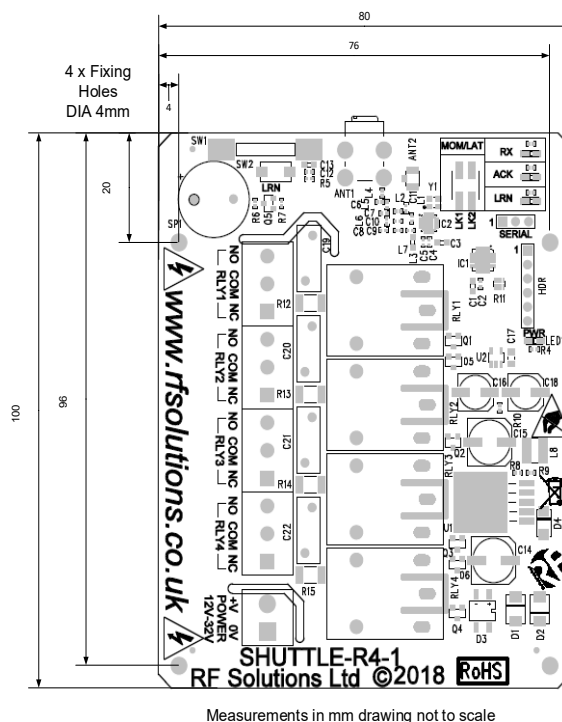 80
76
4 x Fixing
Holes
DIA 4mm
4
20
100
96
SW1
SW2
LRN
C13
C12
R5
ANT1
ANT2
MOM/LAT
RX
ACK
LRN
LK1
LK2
1
SERIAL
SP1
+
R6
Q5
R7
C6
L4
L5
L6
C7
C10
C8
C9
L2
C11
Y1
IC2
L7
L3
C5
C4
C3
IC1
C1
C2
R11
1
HDR
PWR
LED1
R4
C19
NO COM NC
RLY1
R12
RLY1
Q1
D5
U2
C17
C20
NO COM NC
RLY2
R13
RLY2
C16
C18
R10
C15
Q2
L8
C21
NO COM NC
RLY3
R14
RLY3
R8
R9
U1
D4
C22
NO COM NC
RLY4
R15
RLY4
Q3
D6
C14
Q4
D3
D1
D2
+V 0V
POWER
12V-32V
www.rfsolutions.co.uk
SHUTTLE-R4-1
RF Solutions Ltd ©2018
RoHS
Measurements in mm drawing not to scale